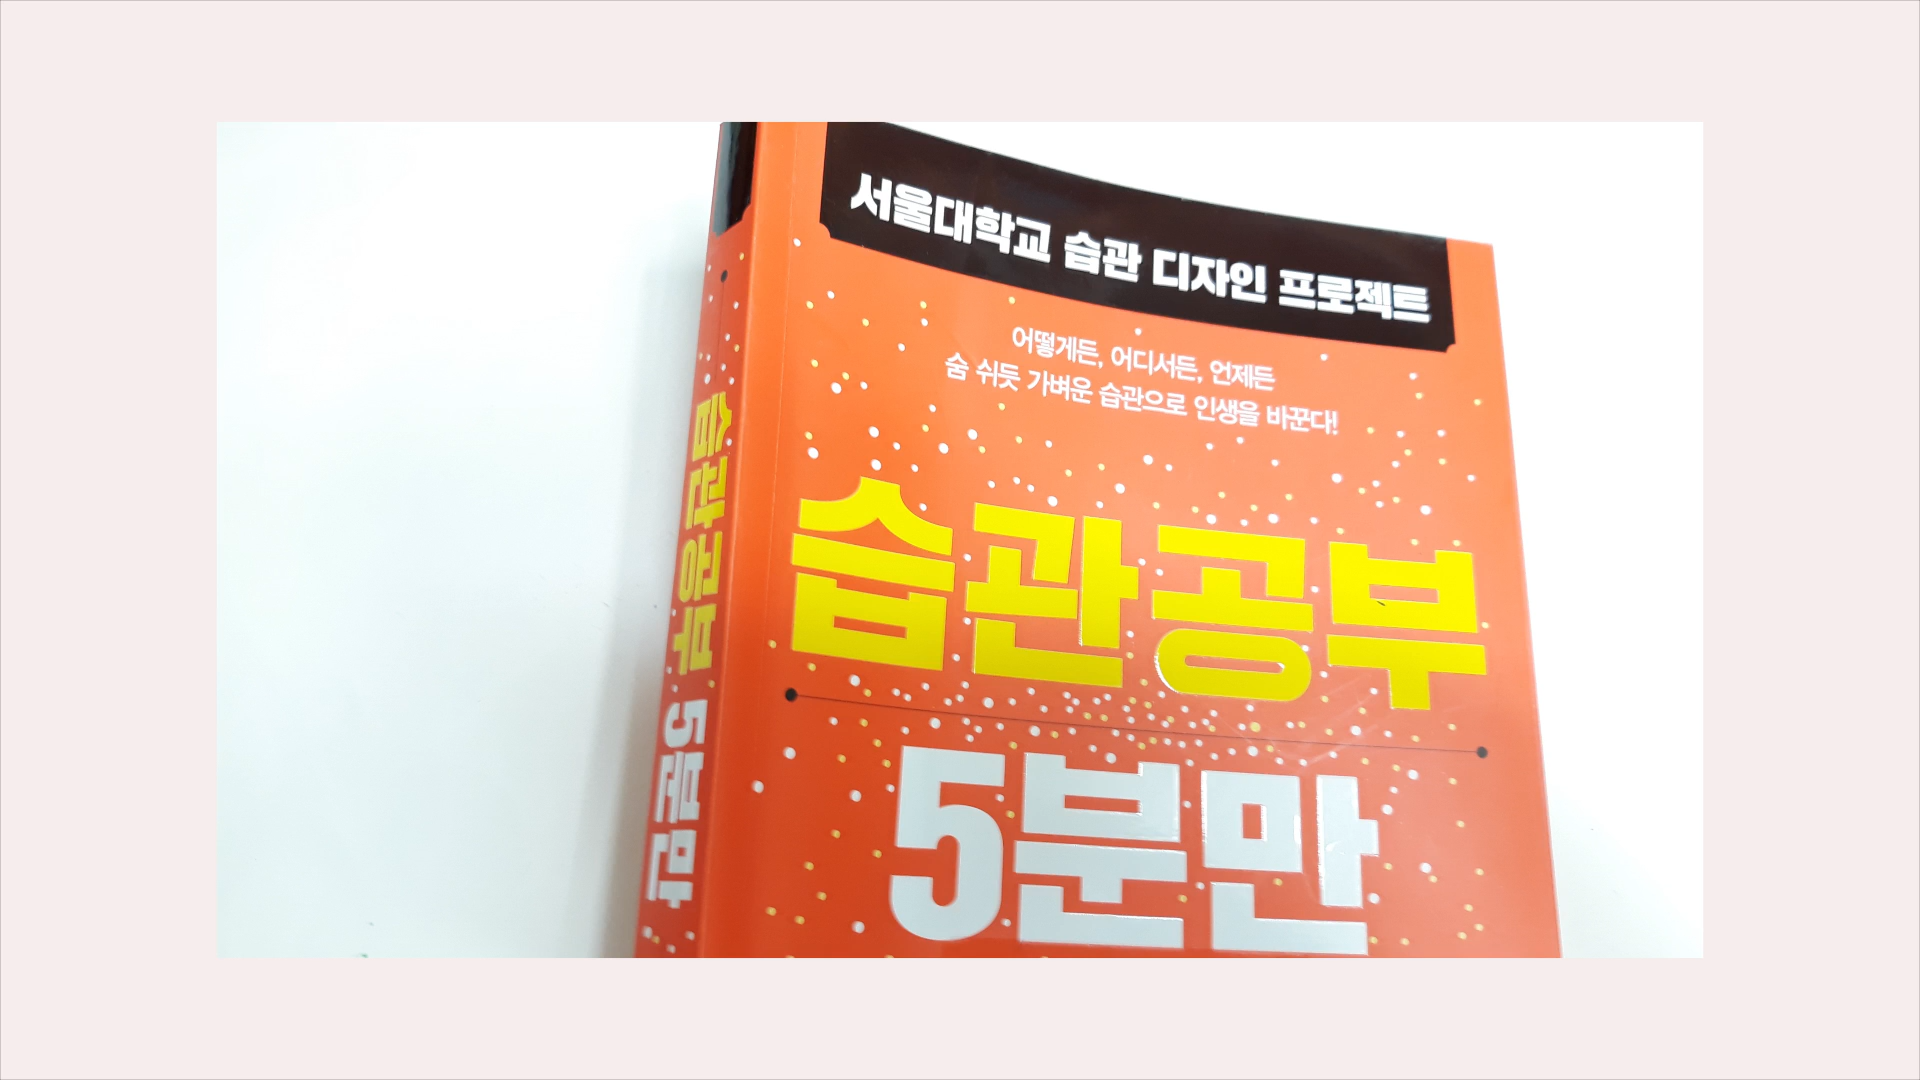 서울대학교 습관 디자인 프로젝트
어떻게든, 어디서든, 언제든
숨 쉬듯 가벼운 습관으로 인생을 바꾼다!
습관공부
5분만
습관공부 5분만